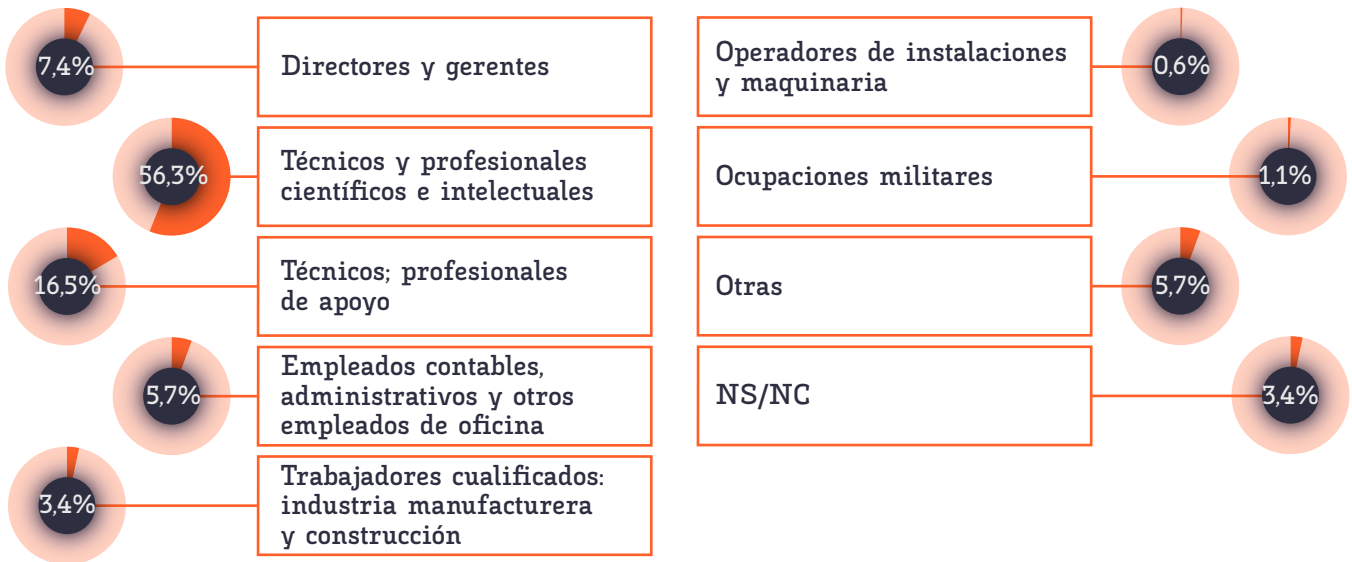 7,4%
Directores y gerentes
56,3%
Técnicos y profesionales
científicos e intelectuales
16,5%
Técnicos; profesionales
de apoyo
5,7%
Empleados contables,
administrativos y otros
empleados de oficina
3,4%
Trabajadores cualificados:
industria manufacturera
y construcción
Operadores de instalaciones
y maquinaria
0,6%
Ocupaciones militares
1,1%
Otras
5,7%
NS/NC
3,4%